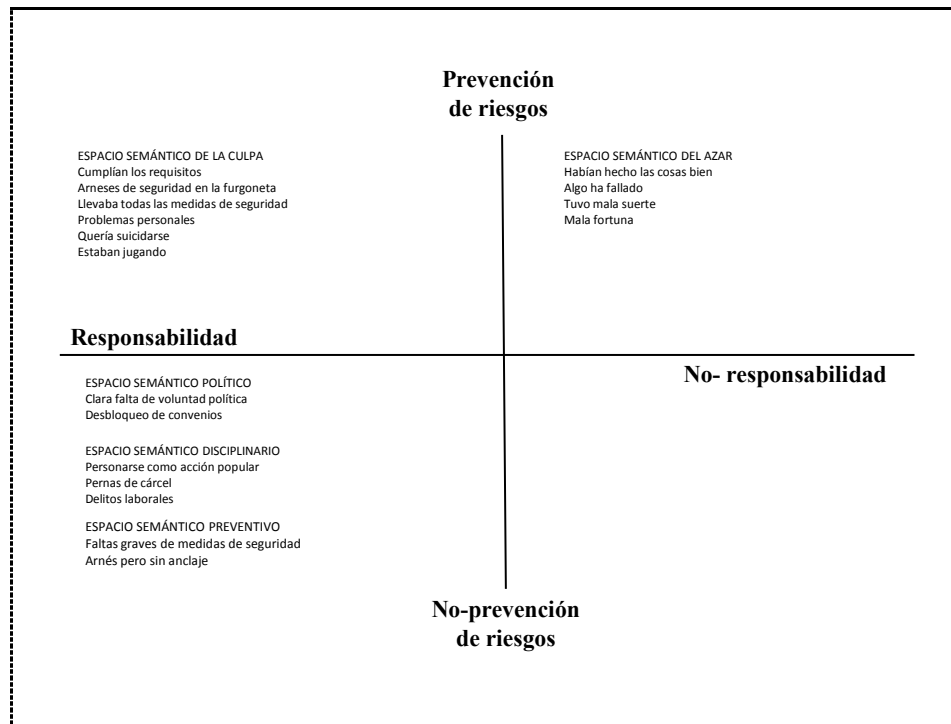 Prevención
de riesgos
ESPACIO SEMÁNTICO DE LA CULPA
Cumplían los requisitos
Arneses de seguridad en la furgoneta
Llevaba todas las medidas de seguridad
Problemas personales
Quería suicidarse
Estaban jugando
ESPACIO SEMÁNTICO DEL AZAR
Habían hecho las cosas bien
Algo ha fallado
Tuvo mala suerte
Mala fortuna
Responsabilidad
No- responsabilidad
ESPACIO SEMÁNTICO POLÍTICO
Clara falta de voluntad política
Desbloqueo de convenios
ESPACIO SEMÁNTICO DISCIPLINARIO
Personarse como acción popular
Pernas de cárcel
Delitos laborales
ESPACIO SEMÁNTICO PREVENTIVO
Faltas graves de medidas de seguridad
Arnés pero sin anclaje
No-prevención
de riesgos